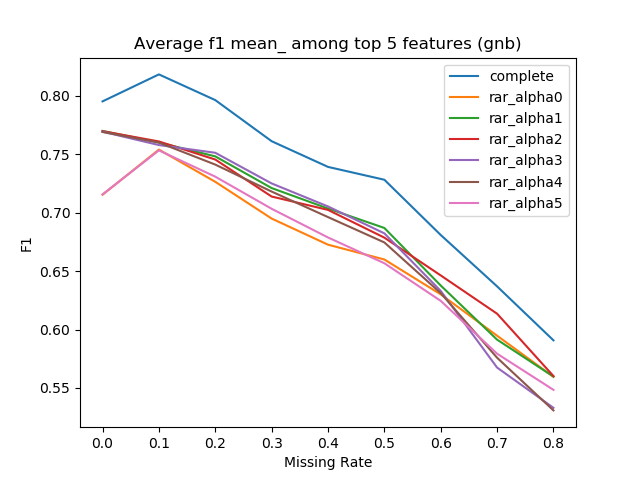 Average f1 mean_ among top 5 features (gnb)
complete
rar_alpha0
rar_alpha1
rar_alpha2
rar_alpha3
rar_alpha4
rar_alpha5
F1
0.80
0.75
0.70
0.65
0.60
0.55
0.0 0.1 0.2 0.3 0.4 0.5 0.6 0.7 0.8
Missing Rate